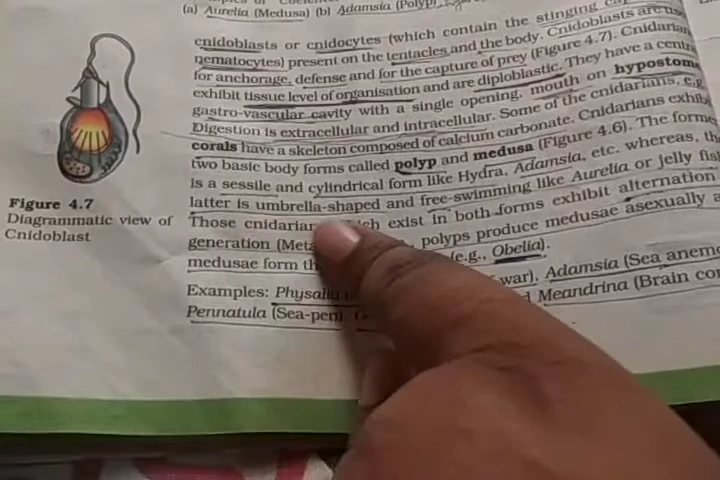 (a) Aurelia (Medusa) (b) Adamsia (Polyp)
cnidoblasts or cnidocytes (which contain the stinging
nematocytes) present on the tentacles and the body. Cnidoblasts are
for anchorage, defense and for the capture of prey (Figure 4.7). Cnidarian
exhibit tissue level of organisation and are diploblastic. They have a
gastro-vascular cavity with a single opening, mouth on hypostom
Digestion is extracellular and intracellular. Some of the cnidarians, e.g
corals have a skeleton composed of calcium carbonate. Cnidarians exhib
two basic body forms called polyp and medusa (Figure 4.6). The forme
is a sessile and cylindrical form like Hydra, Adamsia, etc. whereas, th
latter is umbrella-shaped and free-swimming like Aurelia or jelly fis
Those cnidarian exist in both forms exhibit alternation
generation (Meta polyps produce medusae asexually a
medusae form th (e.g., Obelia).
Examples: Physalia war), Adamsia (Sea anem
Pennatula (Sea-pen), Meandrina (Brain co
Figure 4.7
Diagrammatic view of
Cnidoblast